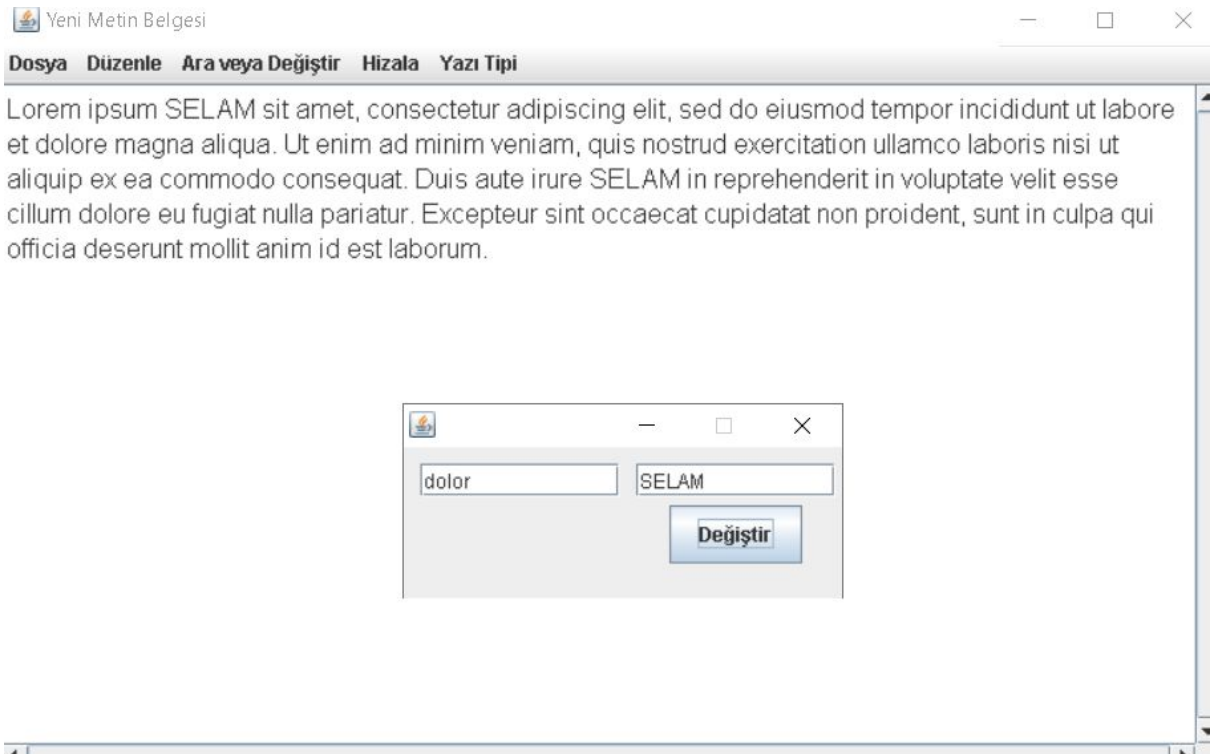 Yeni Metin Belgesi
Dosya Düzenle Ara veya Değiştir Hizala Yazı Tipi
Lorem ipsum SELAM sit amet, consectetur adipiscing elit, sed do eiusmod tempor incididunt ut labore
et dolore magna aliqua. Ut enim ad minim veniam, quis nostrud exercitation ullamco laboris nisi ut
aliquip ex ea commodo consequat. Duis aute irure SELAM in reprehenderit in voluptate velit esse
cillum dolore eu fugiat nulla pariatur. Excepteur sint occaecat cupidatat non proident, sunt in culpa qui
officia deserunt mollit anim id est laborum.
dolor SELAM
Değiştir